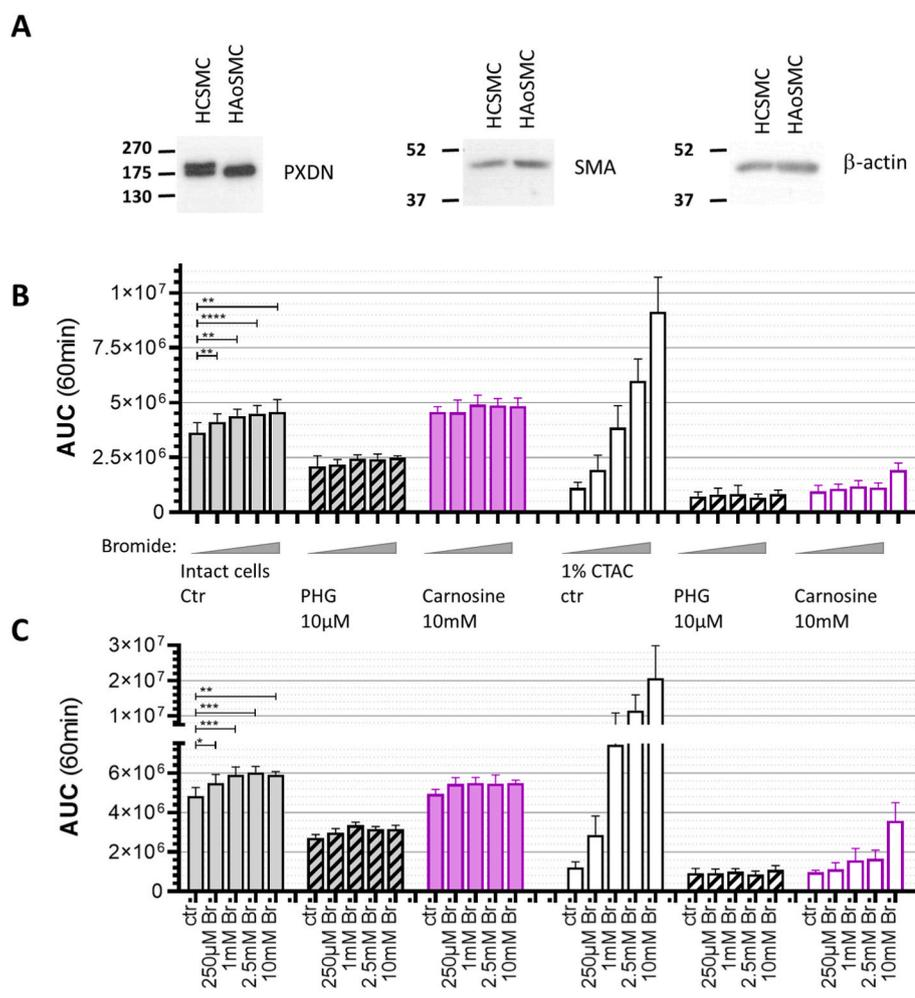 A
HCSMC
HAoSMC
270
175
130
PXDN
HCSMC
HAoSMC
52
37
SMA
HCSMC
HAoSMC
52
37
β-actin
B
AUC (60min)
1×10⁷
7.5×10⁶
5×10⁶
2.5×10⁶
0
**
****
**
**
Bromide:
Intact cells
Ctr
PHG
10µM
Carnosine
10mM
1% CTAC
ctr
PHG
10µM
Carnosine
10mM
C
AUC (60min)
3×10⁷
2×10⁷
1×10⁷
6×10⁶
4×10⁶
2×10⁶
0
**
***
***
*
ctr
250µM Br
1mM Br
2.5mM Br
10mM Br
ctr
250µM Br
1mM Br
2.5mM Br
10mM Br
ctr
250µM Br
1mM Br
2.5mM Br
10mM Br
ctr
250µM Br
1mM Br
2.5mM Br
10mM Br
ctr
250µM Br
1mM Br
2.5mM Br
10mM Br
ctr
250µM Br
1mM Br
2.5mM Br
10mM Br